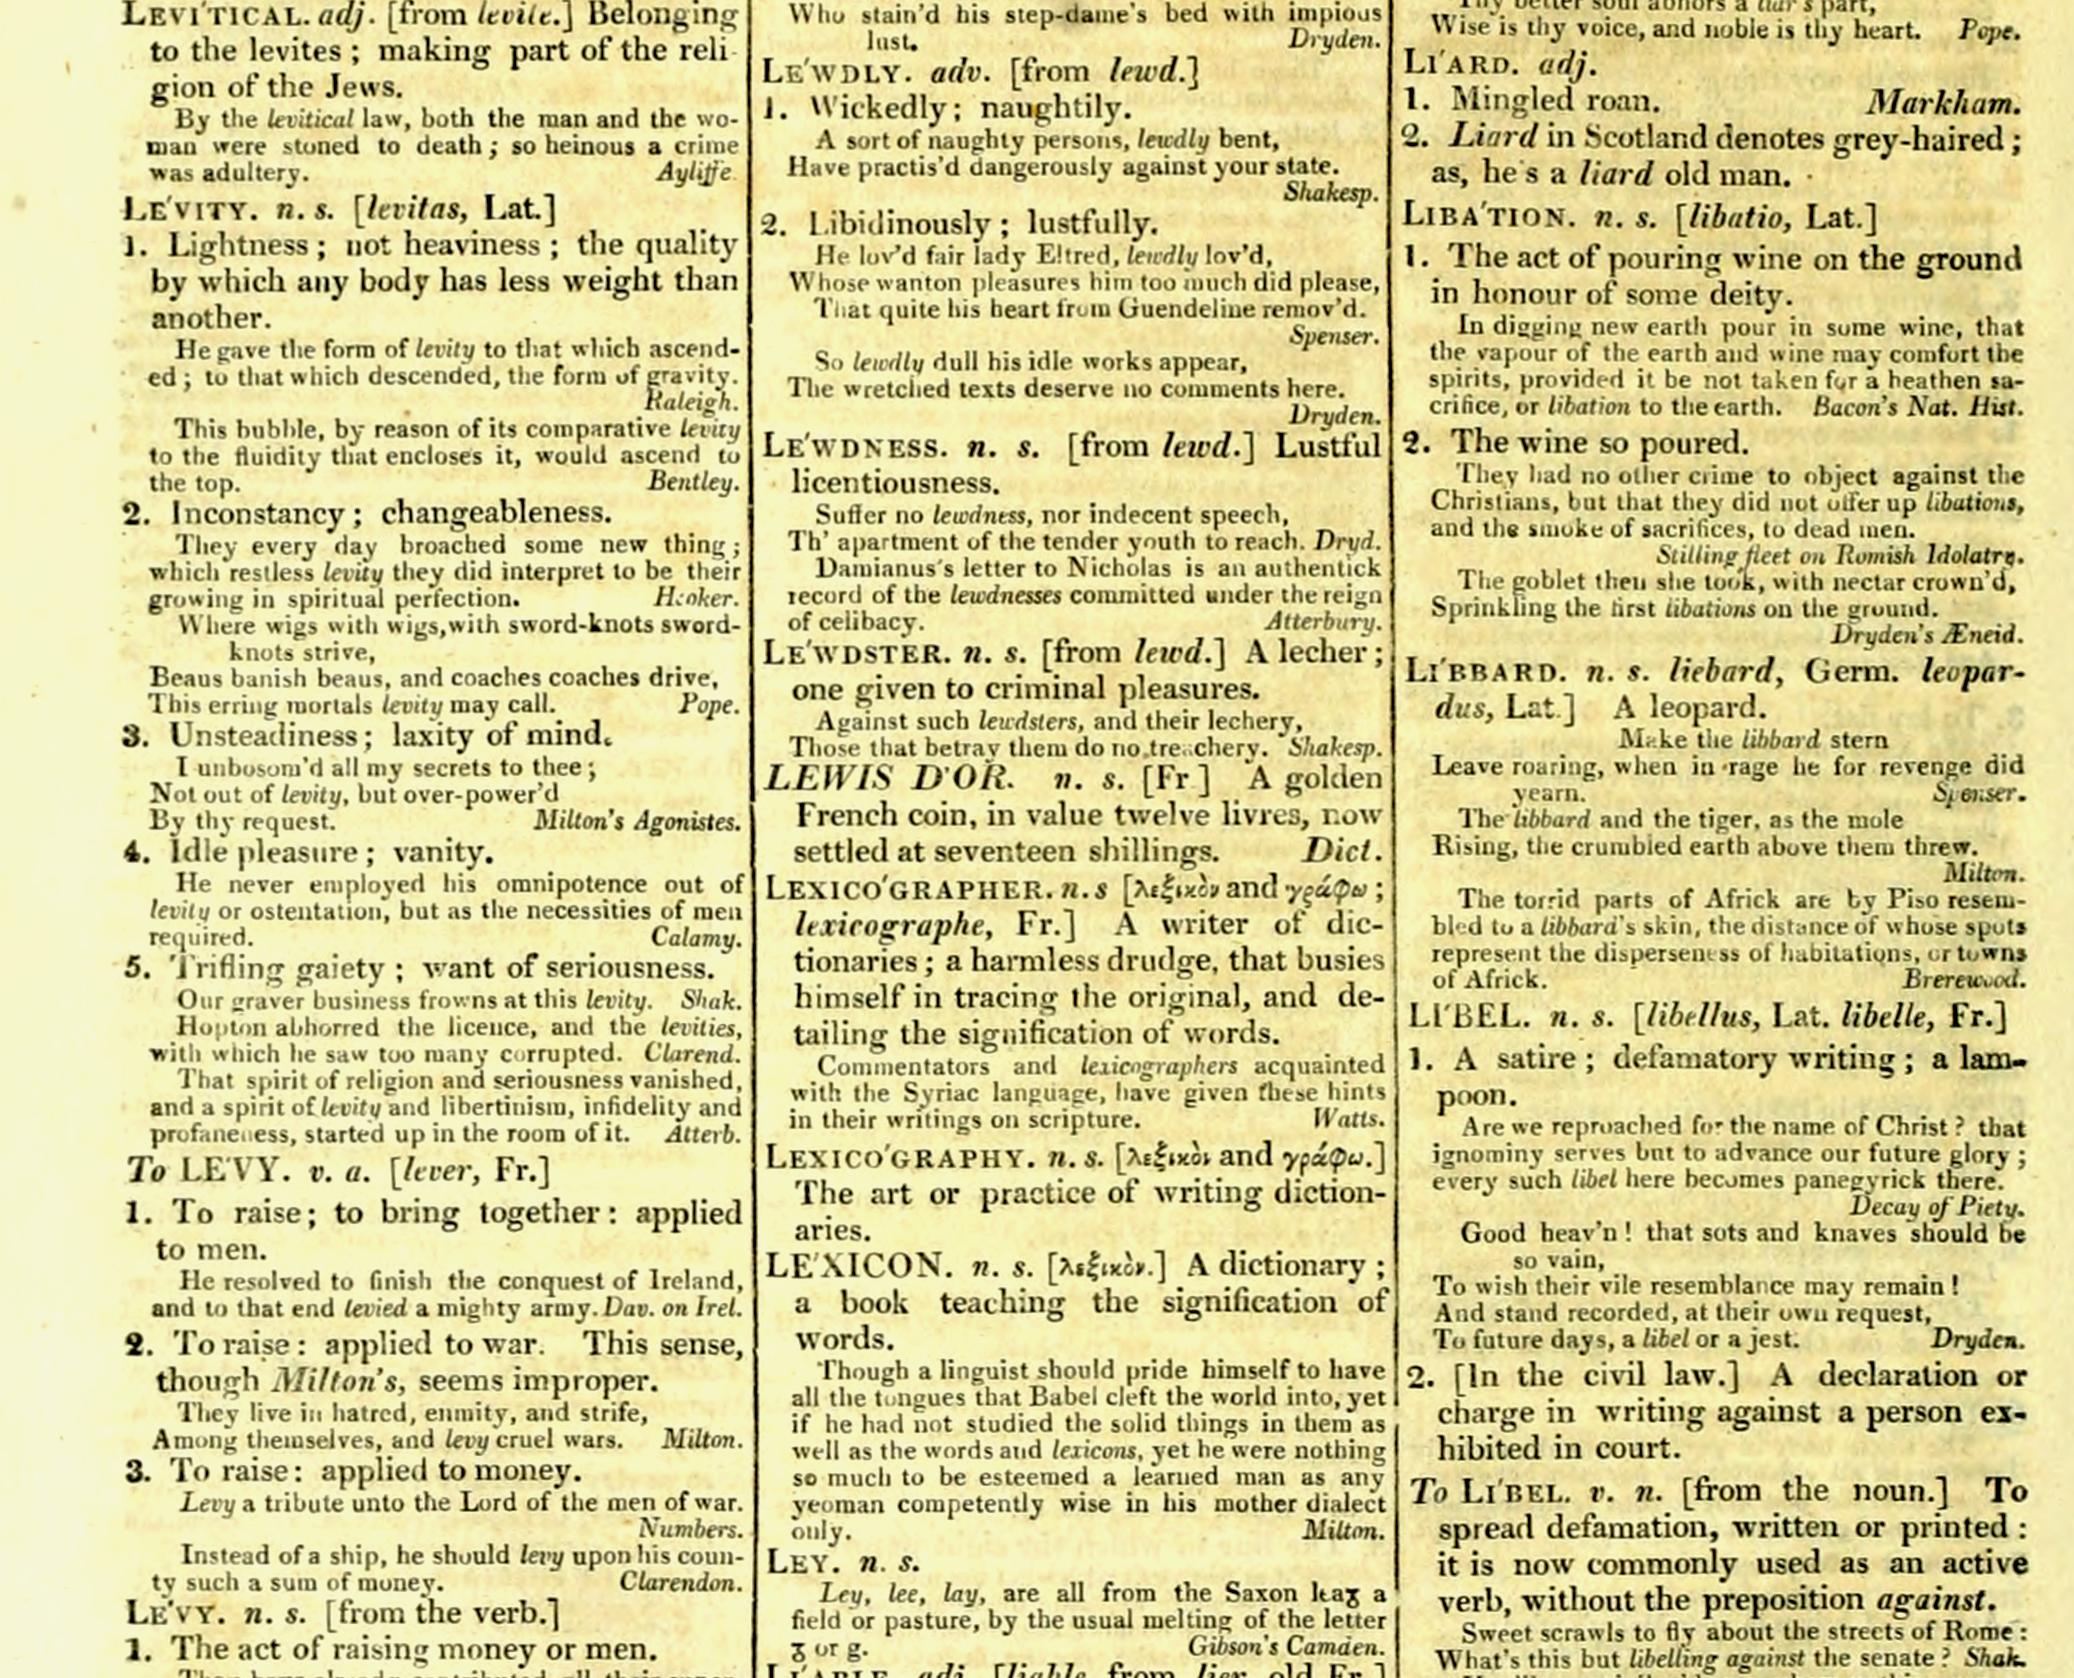 LEVI'TICAL. adj. [from levite.] Belonging
to the levites; making part of the reli-
gion of the Jews.
By the levitical law, both the man and the wo-
man were stoned to death; so heinous a crime
was adultery. Ayliffe.
LE'VITY. n. s. [levitas, Lat.]
1. Lightness; not heaviness; the quality
by which any body has less weight than
another.
He gave the form of levity to that which ascend-
ed; to that which descended, the form of gravity.
Raleigh.
This bubble, by reason of its comparative levity
to the fluidity that encloses it, would ascend to
the top. Bentley.
2. Inconstancy; changeableness.
They every day broached some new thing;
which restless levity they did interpret to be their
growing in spiritual perfection. Hooker.
Where wigs with wigs, with sword-knots sword-
knots strive,
Beaus banish beaus, and coaches coaches drive,
This erring mortals levity may call. Pope.
3. Unsteadiness; laxity of mind.
I unbosom'd all my secrets to thee;
Not out of levity, but over-power'd
By thy request. Milton's Agonistes.
4. Idle pleasure; vanity.
He never employed his omnipotence out of
levity or ostentation, but as the necessities of men
required. Calamy.
5. Trifling gaiety; want of seriousness.
Our graver business frowns at this levity. Shak.
Hopton abhorred the licence, and the levities,
with which he saw too many corrupted. Clarend.
That spirit of religion and seriousness vanished,
and a spirit of levity and libertinism, infidelity and
profaneness, started up in the room of it. Atterb.
To LE'VY. v. a. [lever, Fr.]
1. To raise; to bring together: applied
to men.
He resolved to finish the conquest of Ireland,
and to that end levied a mighty army. Dav. on Irel.
2. To raise: applied to war. This sense,
though Milton's, seems improper.
They live in hatred, enmity, and strife,
Among themselves, and levy cruel wars. Milton.
3. To raise: applied to money.
Levy a tribute unto the Lord of the men of war.
Numbers.
Instead of a ship, he should levy upon his coun-
ty such a sum of money. Clarendon.
LE'VY. n. s. [from the verb.]
1. The act of raising money or men.
Who stain'd his step-dame's bed with impious
lust. Dryden.
LE'WDLY. adv. [from lewd.]
1. Wickedly; naughtily.
A sort of naughty persons, lewdly bent,
Have practis'd dangerously against your state.
Shakesp.
2. Libidinously; lustfully.
He lov'd fair lady Eltred, lewdly lov'd,
Whose wanton pleasures him too much did please,
That quite his heart from Guendeline remov'd.
Spenser.
So lewdly dull his idle works appear,
The wretched texts deserve no comments here.
Dryden.
LE'WDNESS. n. s. [from lewd.] Lustful
licentiousness.
Suffer no lewdness, nor indecent speech,
Th' apartment of the tender youth to reach. Dryd.
Damianus's letter to Nicholas is an authentick
record of the lewdnesses committed under the reign
of celibacy. Atterbury.
LE'WDSTER. n. s. [from lewd.] A lecher;
one given to criminal pleasures.
Against such lewdsters, and their lechery,
Those that betray them do no treachery. Shakesp.
LEWIS D'OR. n. s. [Fr] A golden
French coin, in value twelve livres, now
settled at seventeen shillings. Dict.
LEXICO'GRAPHER. n. s [λεξικὸν and γράφω;
lexicographe, Fr.] A writer of dic-
tionaries; a harmless drudge, that busies
himself in tracing the original, and de-
tailing the signification of words.
Commentators and lexicographers acquainted
with the Syriac language, have given these hints
in their writings on scripture. Watts.
LEXICO'GRAPHY. n. s. [λεξικὸν and γράφω.]
The art or practice of writing diction-
aries.
LE'XICON. n. s. [λεξικὸν.] A dictionary;
a book teaching the signification of
words.
Though a linguist should pride himself to have
all the tongues that Babel cleft the world into, yet
if he had not studied the solid things in them as
well as the words and lexicons, yet he were nothing
so much to be esteemed a learned man as any
yeoman competently wise in his mother dialect
only. Milton.
LEY. n. s.
Ley, lee, lay, are all from the Saxon leaᵹ a
field or pasture, by the usual melting of the letter
ᵹ or g. Gibson's Camden.
LI'ABLE. adj. [liable, from lier, old Fr.]
Thy better soul abhors a liar's part,
Wise is thy voice, and noble is thy heart. Pope.
LI'ARD. adj.
1. Mingled roan. Markham.
2. Liard in Scotland denotes grey-haired;
as, he's a liard old man.
LIBA'TION. n. s. [libatio, Lat.]
1. The act of pouring wine on the ground
in honour of some deity.
In digging new earth pour in some wine, that
the vapour of the earth and wine may comfort the
spirits, provided it be not taken for a heathen sa-
crifice, or libation to the earth. Bacon's Nat. Hist.
2. The wine so poured.
They had no other crime to object against the
Christians, but that they did not offer up libations,
and the smoke of sacrifices, to dead men.
Stillingfleet on Romish Idolatry.
The goblet then she took, with nectar crown'd,
Sprinkling the first libations on the ground.
Dryden's Æneid.
LI'BBARD. n. s. liebard, Germ. leopar-
dus, Lat.] A leopard.
Make the libbard stern
Leave roaring, when in rage he for revenge did
yearn. Spenser.
The libbard and the tiger, as the mole
Rising, the crumbled earth above them threw.
Milton.
The torrid parts of Africk are by Piso resem-
bled to a libbard's skin, the distance of whose spots
represent the disperseness of habitations, or towns
of Africk. Brerewood.
LI'BEL. n. s. [libellus, Lat. libelle, Fr.]
1. A satire; defamatory writing; a lam-
poon.
Are we reproached for the name of Christ? that
ignominy serves but to advance our future glory;
every such libel here becomes panegyrick there.
Decay of Piety.
Good heav'n! that sots and knaves should be
so vain,
To wish their vile resemblance may remain!
And stand recorded, at their own request,
To future days, a libel or a jest. Dryden.
2. [In the civil law.] A declaration or
charge in writing against a person ex-
hibited in court.
To LI'BEL. v. n. [from the noun.] To
spread defamation, written or printed:
it is now commonly used as an active
verb, without the preposition against.
Sweet scrawls to fly about the streets of Rome:
What's this but libelling against the senate? Shak.